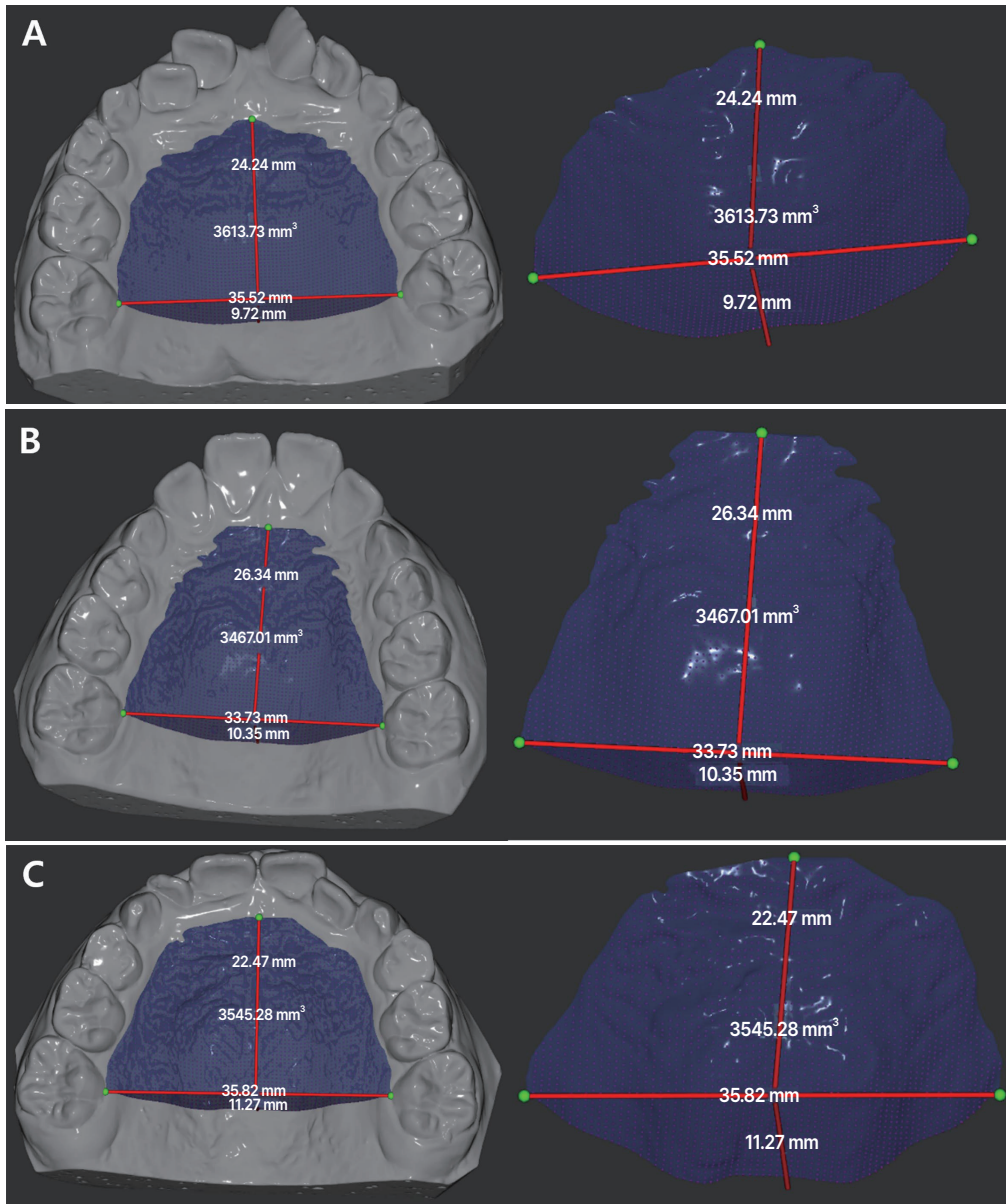 A
24.24 mm
3613.73 mm³
35.52 mm
9.72 mm
24.24 mm
3613.73 mm³
35.52 mm
9.72 mm
B
26.34 mm
3467.01 mm³
33.73 mm
10.35 mm
26.34 mm
3467.01 mm³
33.73 mm
10.35 mm
C
22.47 mm
3545.28 mm³
35.82 mm
11.27 mm
22.47 mm
3545.28 mm³
35.82 mm
11.27 mm